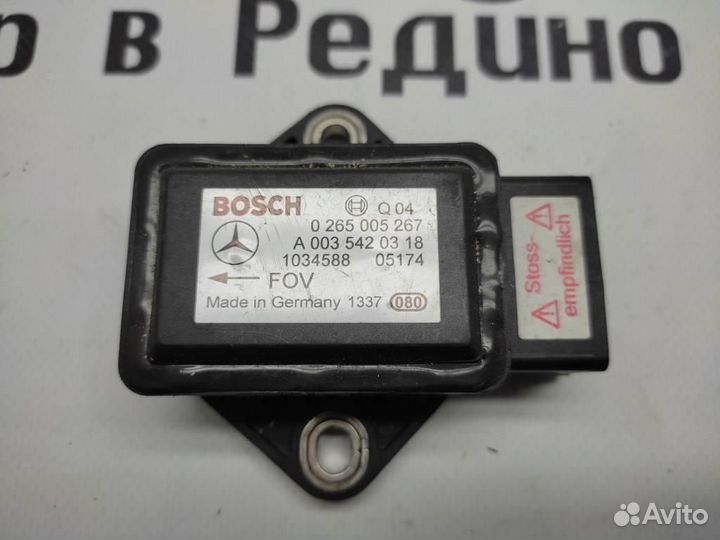 р в Редино
BOSCH Q 04
0 265 005 267
A 003 542 03 18
1034588 05174
FOV
Made in Germany 1337 080
Stoss-
empfindlich
Avito